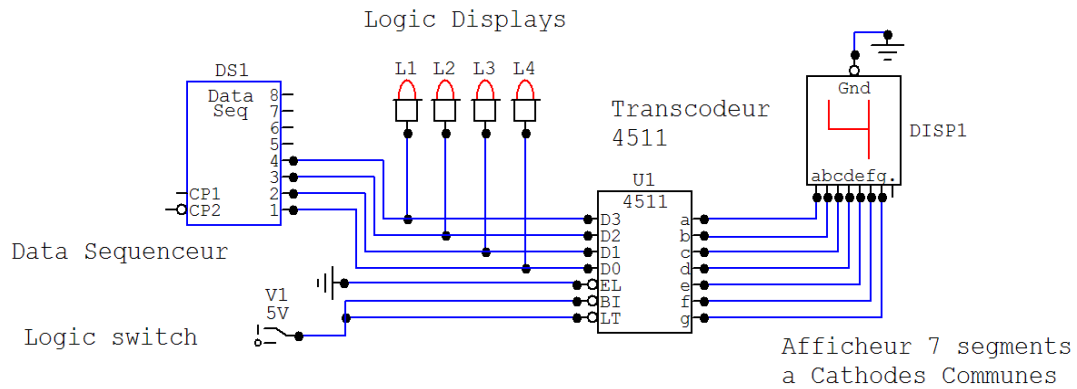 Logic Displays
DS1
Data
Seq
8
7
6
5
4
3
2
1
CP1
CP2
L1 L2 L3 L4
Transcodeur
4511
Gnd
DISP1
abcdefg.
U1
4511
D3
D2
D1
D0
EL
BI
LT
a
b
c
d
e
f
g
Data Sequenceur
V1
5V
Logic switch
Afficheur 7 segments
a Cathodes Communes